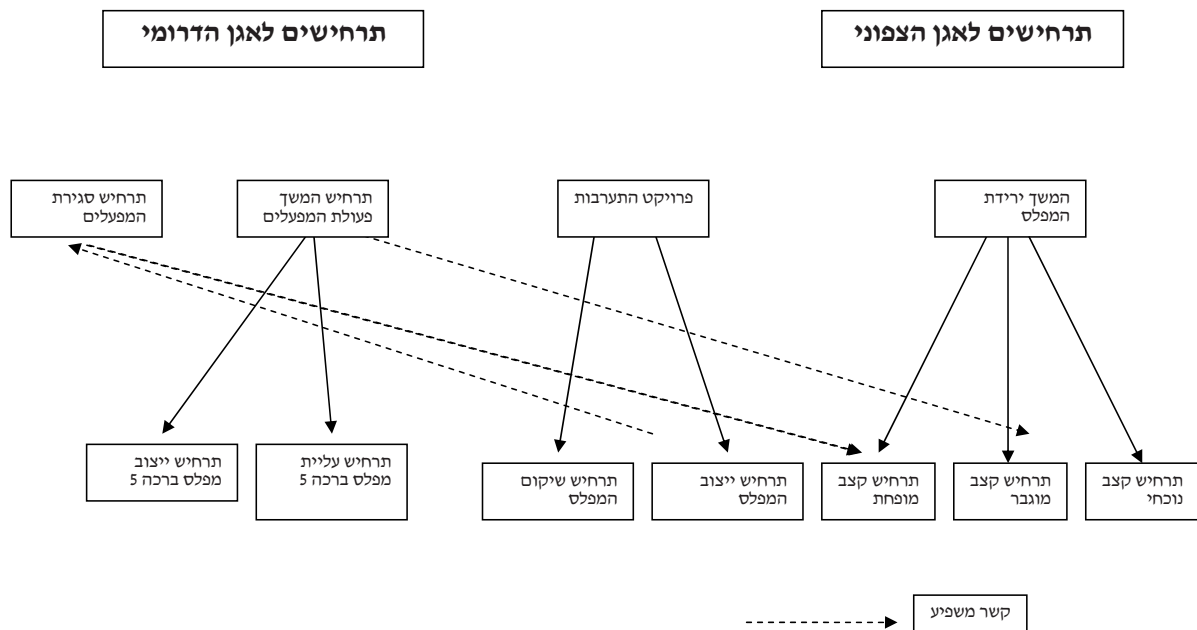 תרחישים לאגן הצפוני
תרחישים לאגן הדרומי
המשך ירידת
המפלס
פרויקט התערבות
תרחיש המשך
פעולת המפעלים
תרחיש סגירת
המפעלים
תרחיש קצב
נוכחי
תרחיש קצב
מוגבר
תרחיש קצב
מופחת
תרחיש ייצוב
המפלס
תרחיש שיקום
המפלס
תרחיש עליית
מפלס ברכה 5
תרחיש ייצוב
מפלס ברכה 5
קשר משפיע